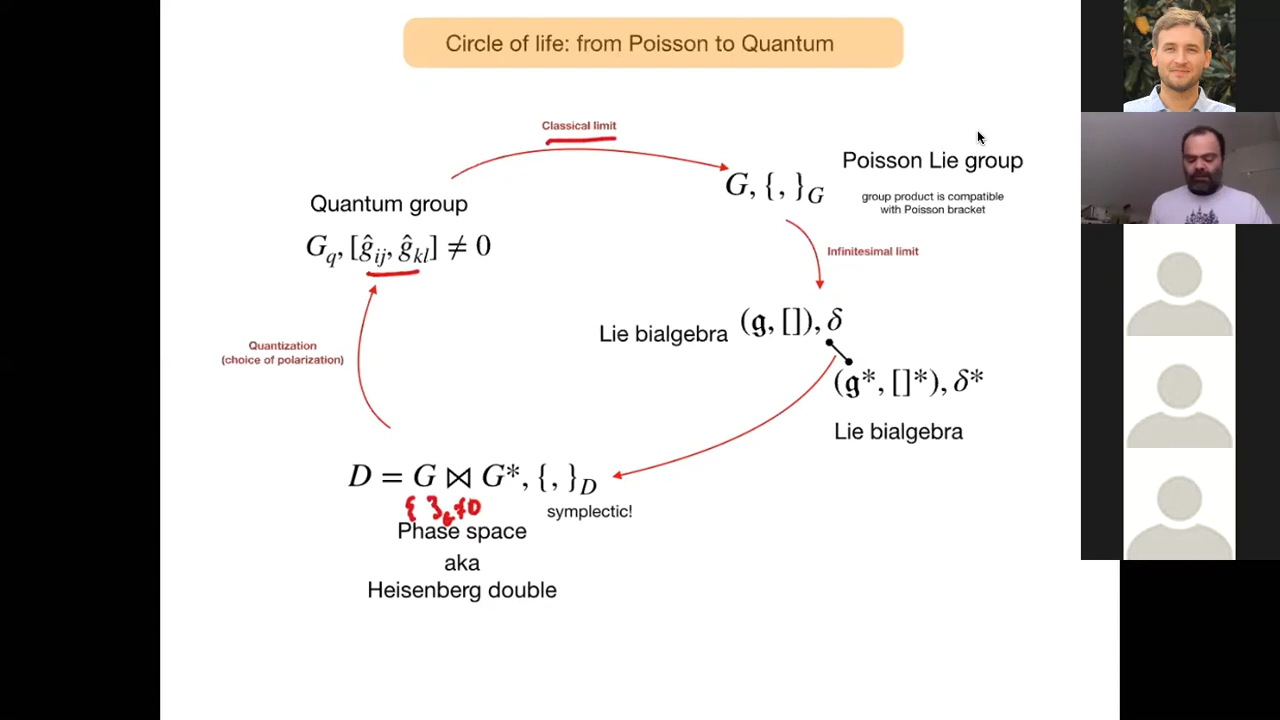 Circle of life: from Poisson to Quantum
Classical limit
Poisson Lie group
G, { , }_G
group product is compatible
with Poisson bracket
Quantum group
G_q, [ĝ_ij, ĝ_kl] ≠ 0
Infinitesimal limit
Lie bialgebra (𝔤, []), δ
Quantization
(choice of polarization)
(𝔤*, []*), δ*
Lie bialgebra
D = G ⋈ G*, { , }_D
symplectic!
{ }_G ≠ 0
Phase space
aka
Heisenberg double